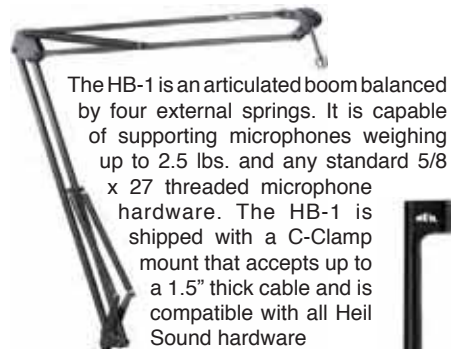 The HB-1 is an articulated boom balanced
by four external springs. It is capable
of supporting microphones weighing
up to 2.5 lbs. and any standard 5/8
x 27 threaded microphone
hardware. The HB-1 is
shipped with a C-Clamp
mount that accepts up to
a 1.5” thick cable and is
compatible with all Heil
Sound hardware